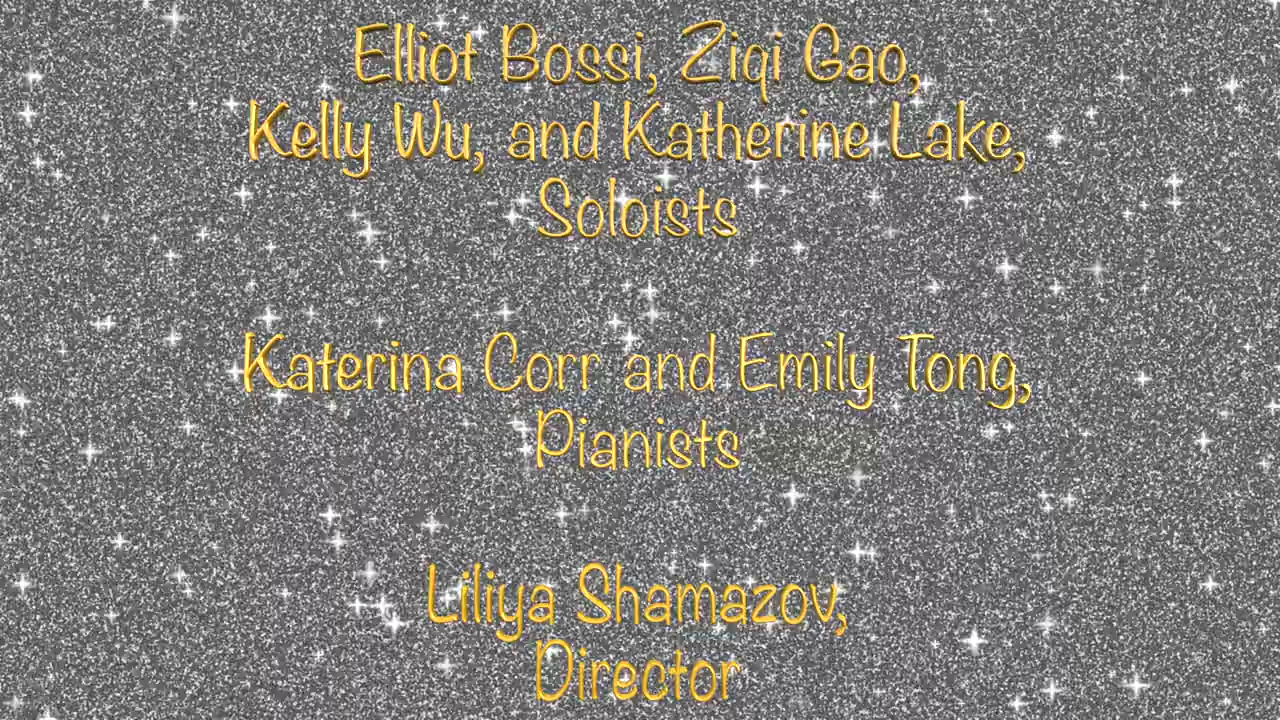 Elliot Bossi, Ziqi Gao,
Kelly Wu, and Katherine Lake,
Soloists
Katerina Corr and Emily Tong,
Pianists
Liliya Shamazov,
Director